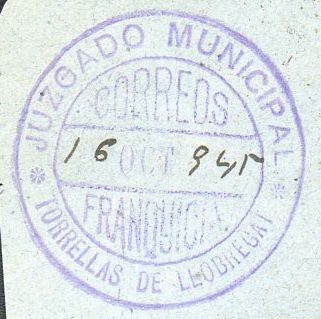 JUZGADO MUNICIPAL
CORREOS
16 OCT 945
FRANQUICIA
* TORRELLAS DE LLOBREGAT *